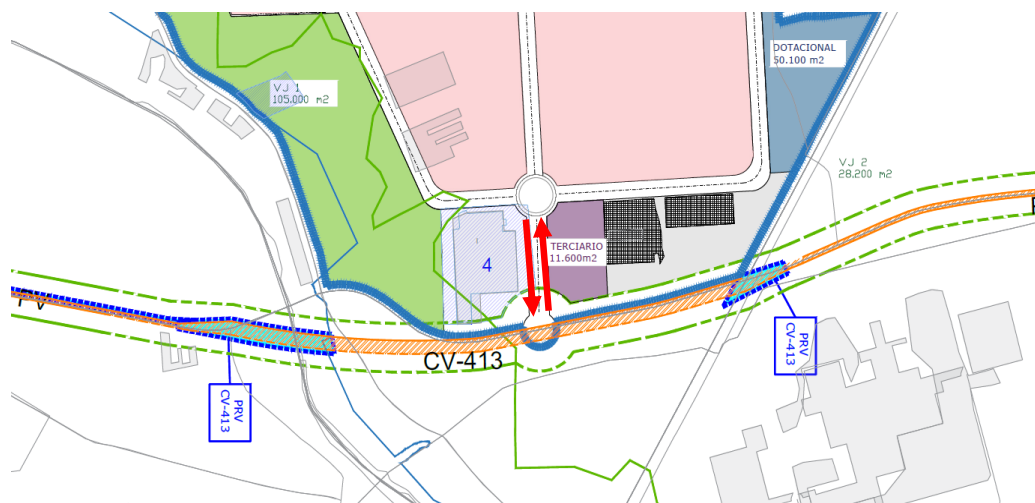 DOTACIONAL
50.100 m2
VJ 1
105.000 m2
VJ 2
28.200 m2
TERCIARIO
11.600m2
4
PV
CV-413
PRV
CV-413
PRV
CV-413